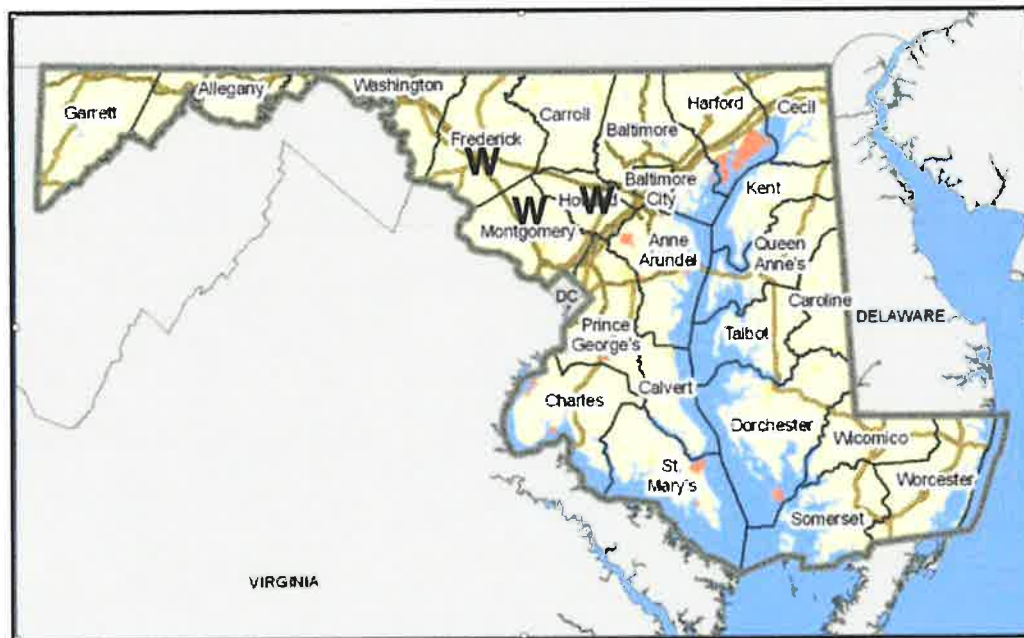 Washington
Allegany
Garrett
Harford
Cecil
Carroll
Baltimore
Frederick
W
Kent
Baltimore
City
W
Howard
W
Montgomery
Anne
Arundel
Queen
Anne's
DC
Caroline
DELAWARE
Prince
George's
Talbot
Calvert
Charles
Dorchester
Wicomico
St.
Mary's
Worcester
Somerset
VIRGINIA